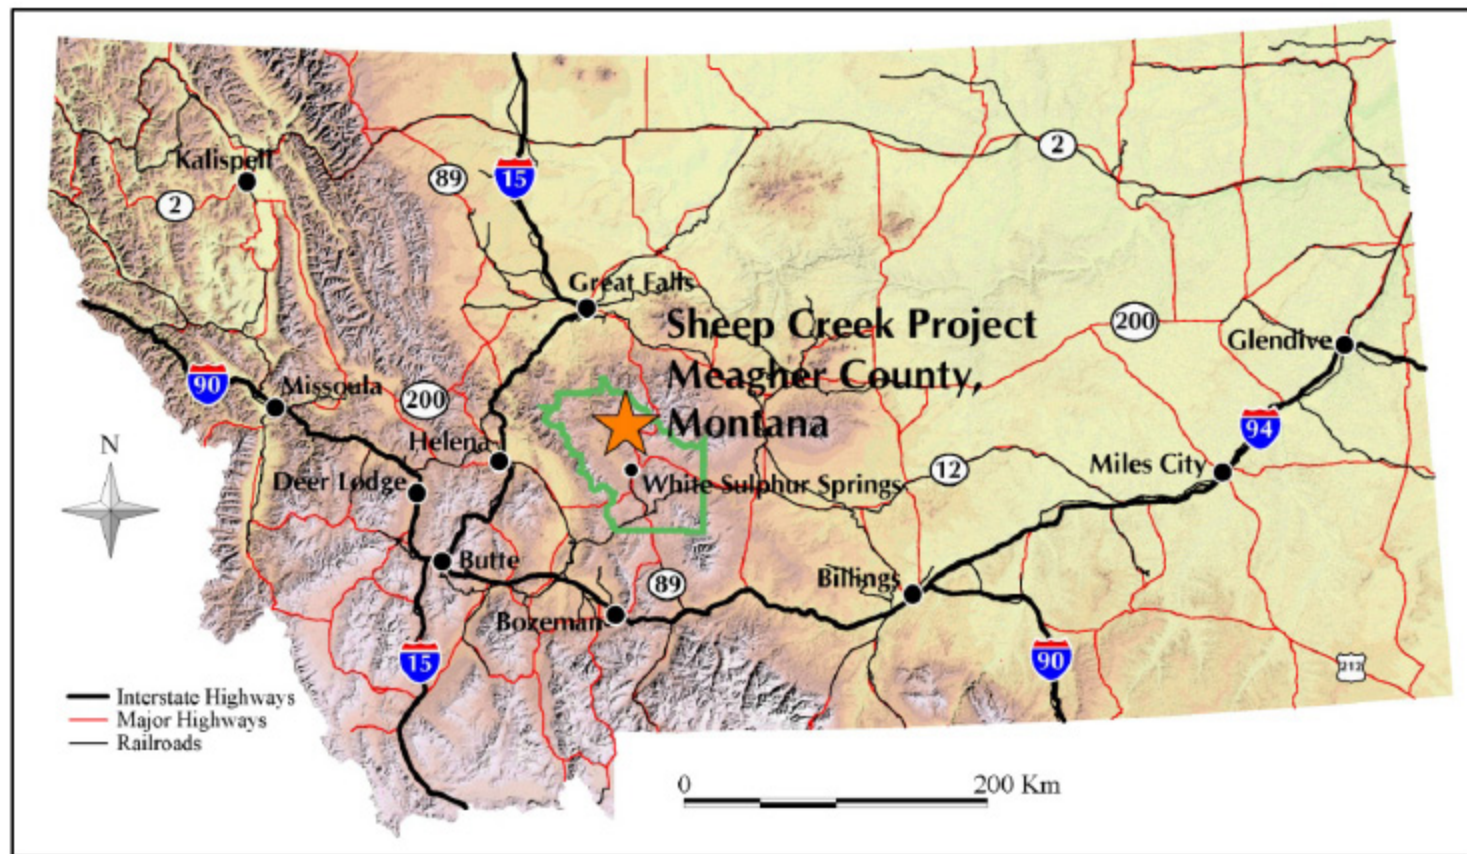 Kalispell
2
89
15
2
Great Falls
Sheep Creek Project
Meagher County,
Montana
200
Glendive
90
Missoula
200
94
N
Helena
12
Miles City
Deer Lodge
White Sulphur Springs
Butte
89
Billings
Bozeman
15
90
212
Interstate Highways
Major Highways
Railroads
0
200 Km